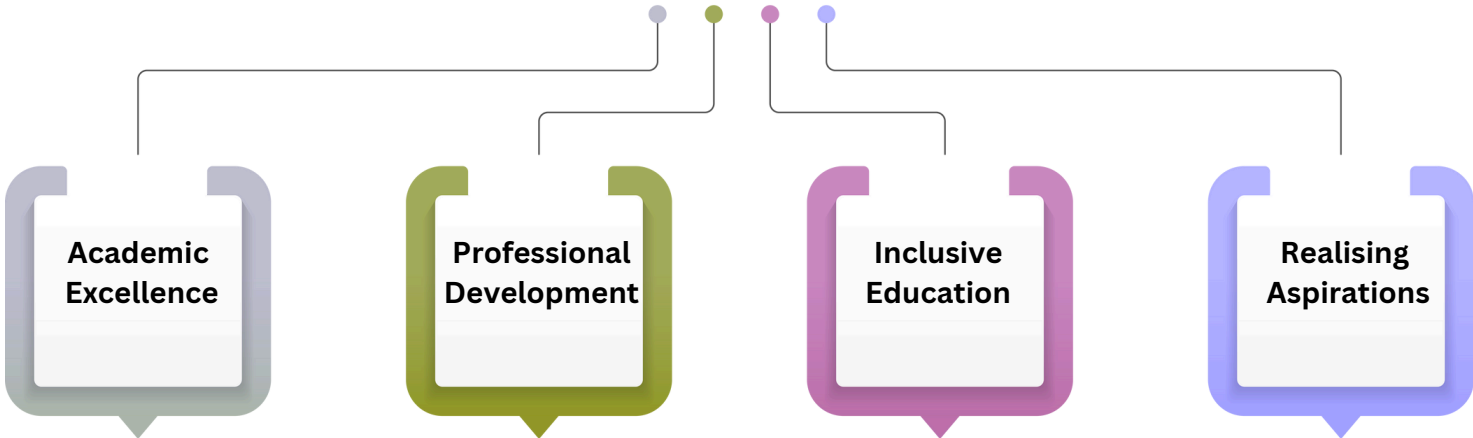 Academic
Excellence
Professional
Development
Inclusive
Education
Realising
Aspirations